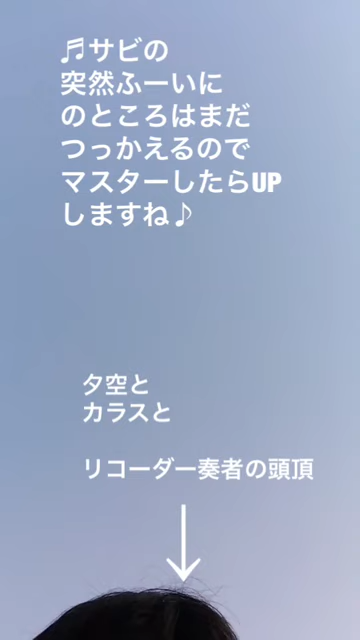 ♬サビの
突然ふーいに
のところはまだ
つっかえるので
マスターしたらUP
しますね♪
夕空と
カラスと
リコーダー奏者の頭頂
↓